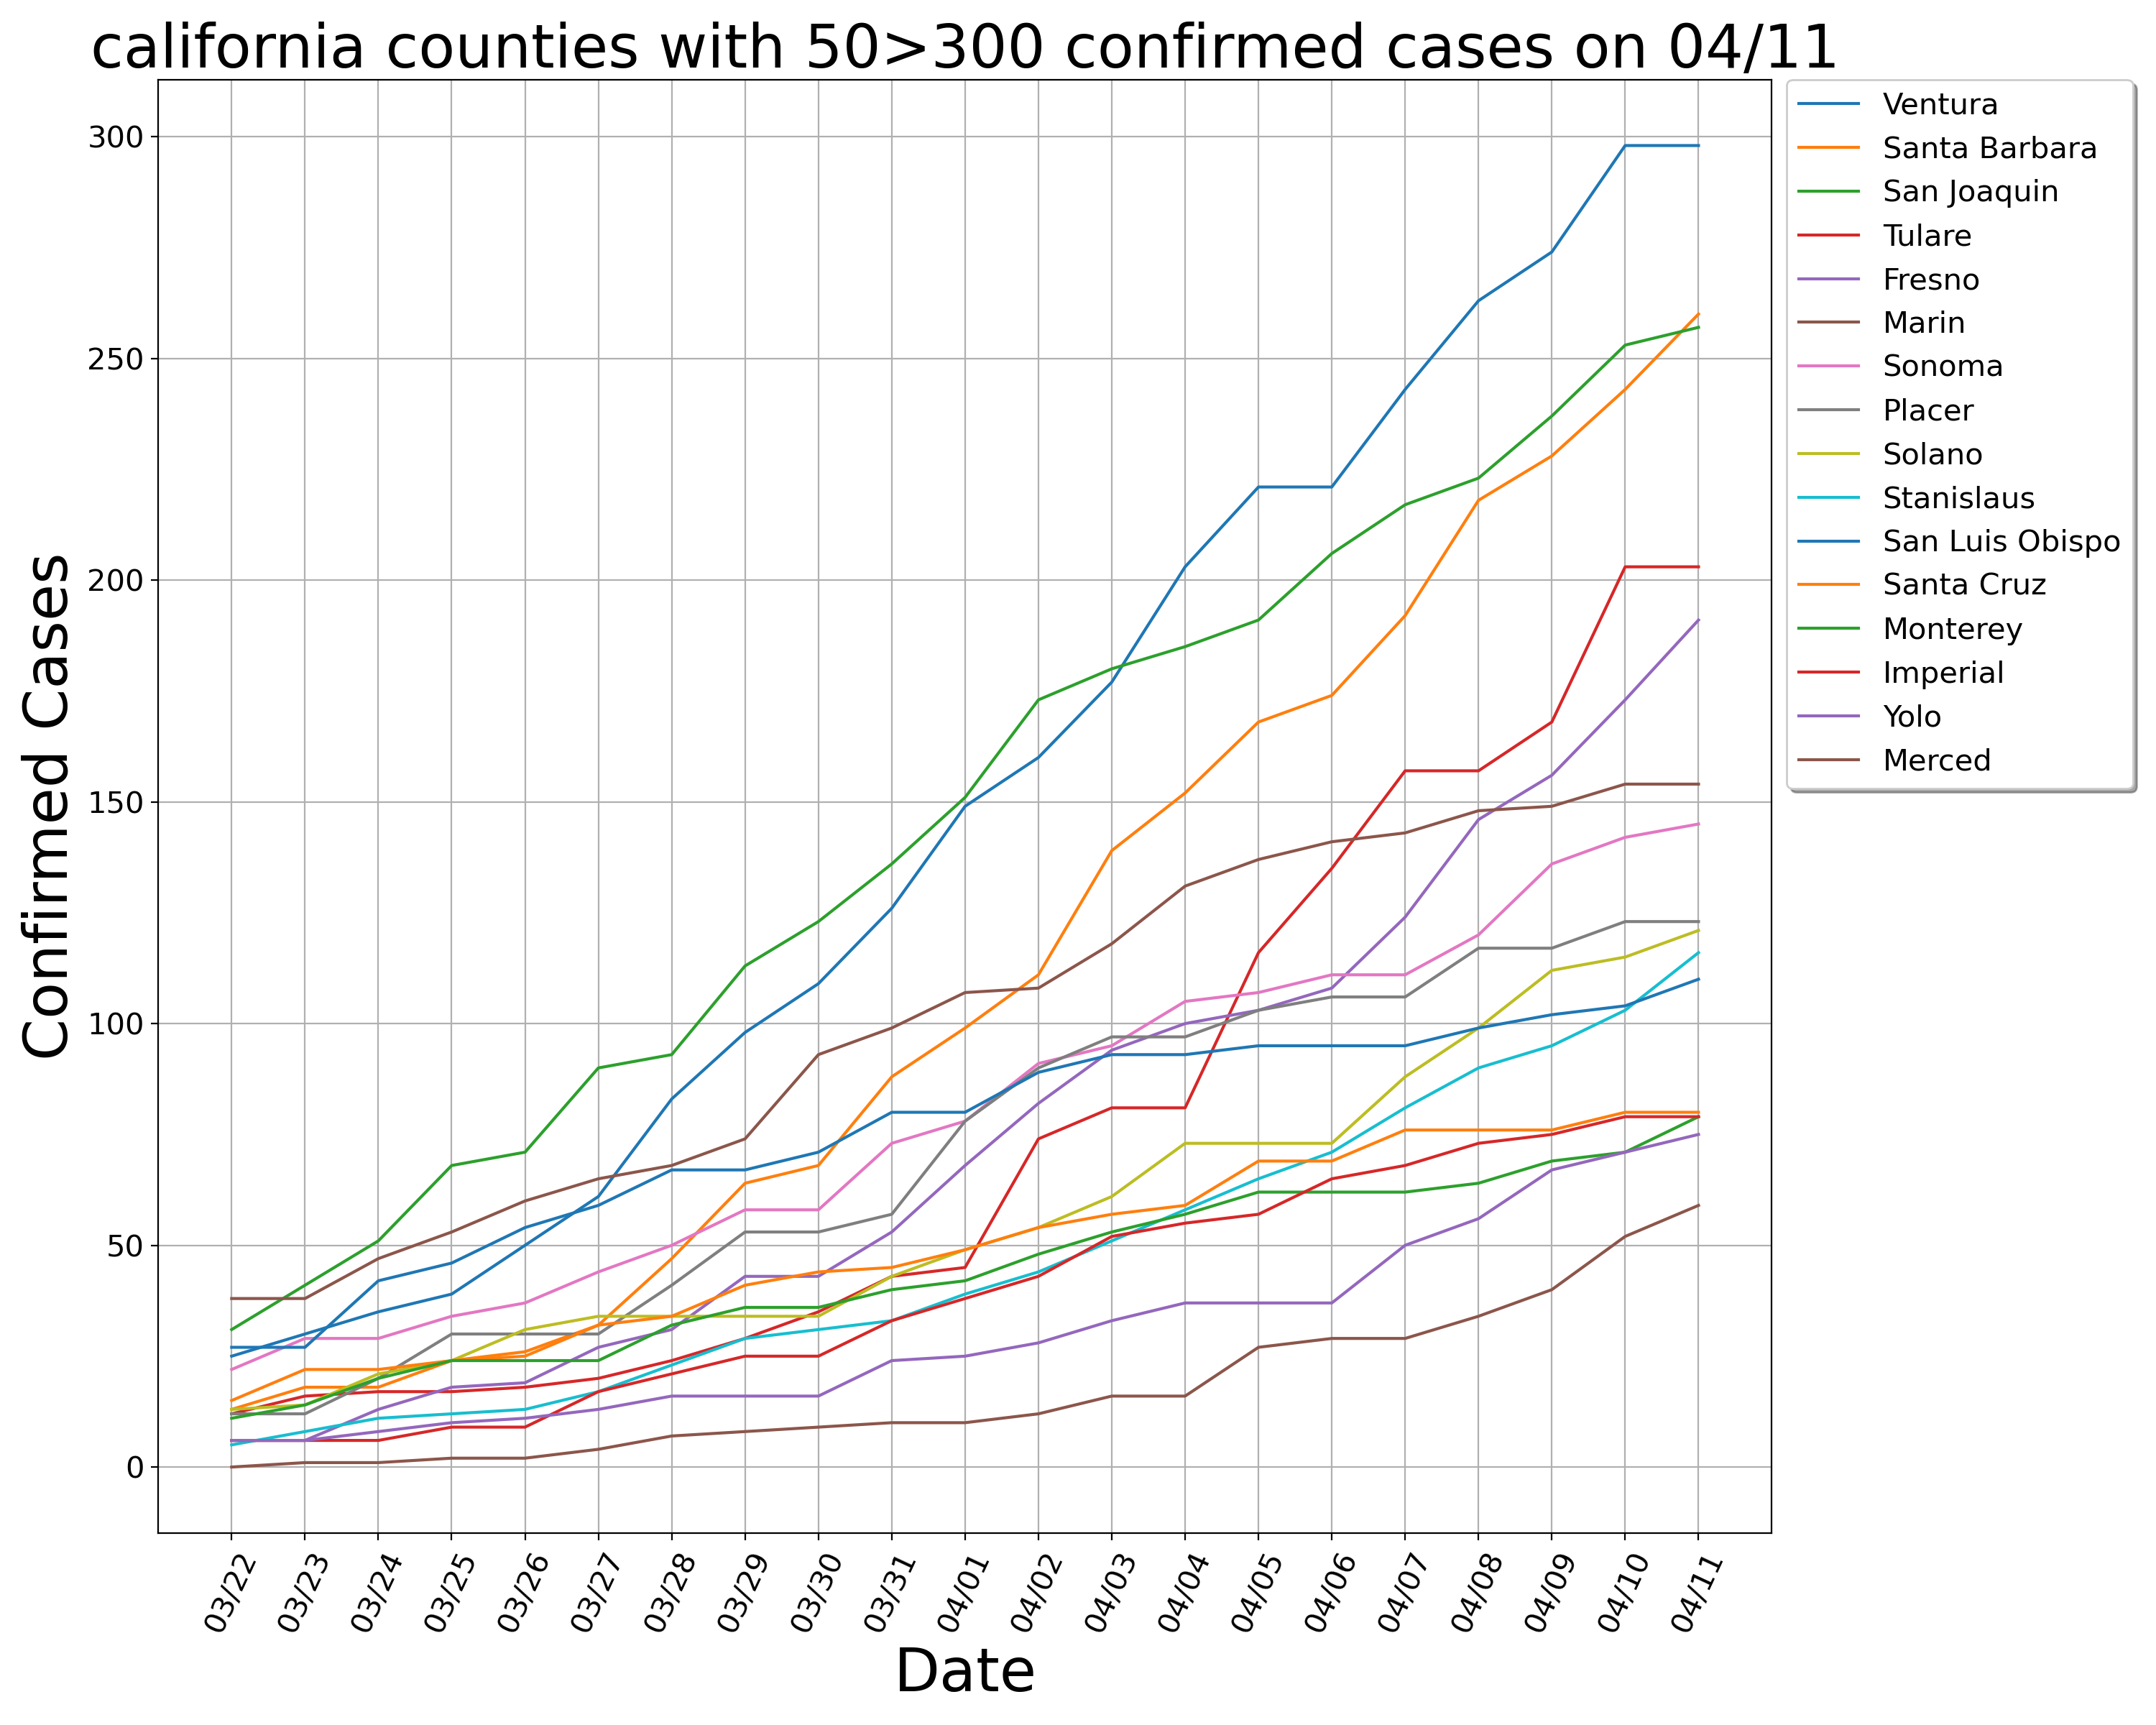 california counties with 50>300 confirmed cases on 04/11
Confirmed Cases
300
250
200
150
100
50
0
03/22
03/23
03/24
03/25
03/26
03/27
03/28
03/29
03/30
03/31
04/01
04/02
04/03
04/04
04/05
04/06
04/07
04/08
04/09
04/10
04/11
Date
Ventura
Santa Barbara
San Joaquin
Tulare
Fresno
Marin
Sonoma
Placer
Solano
Stanislaus
San Luis Obispo
Santa Cruz
Monterey
Imperial
Yolo
Merced